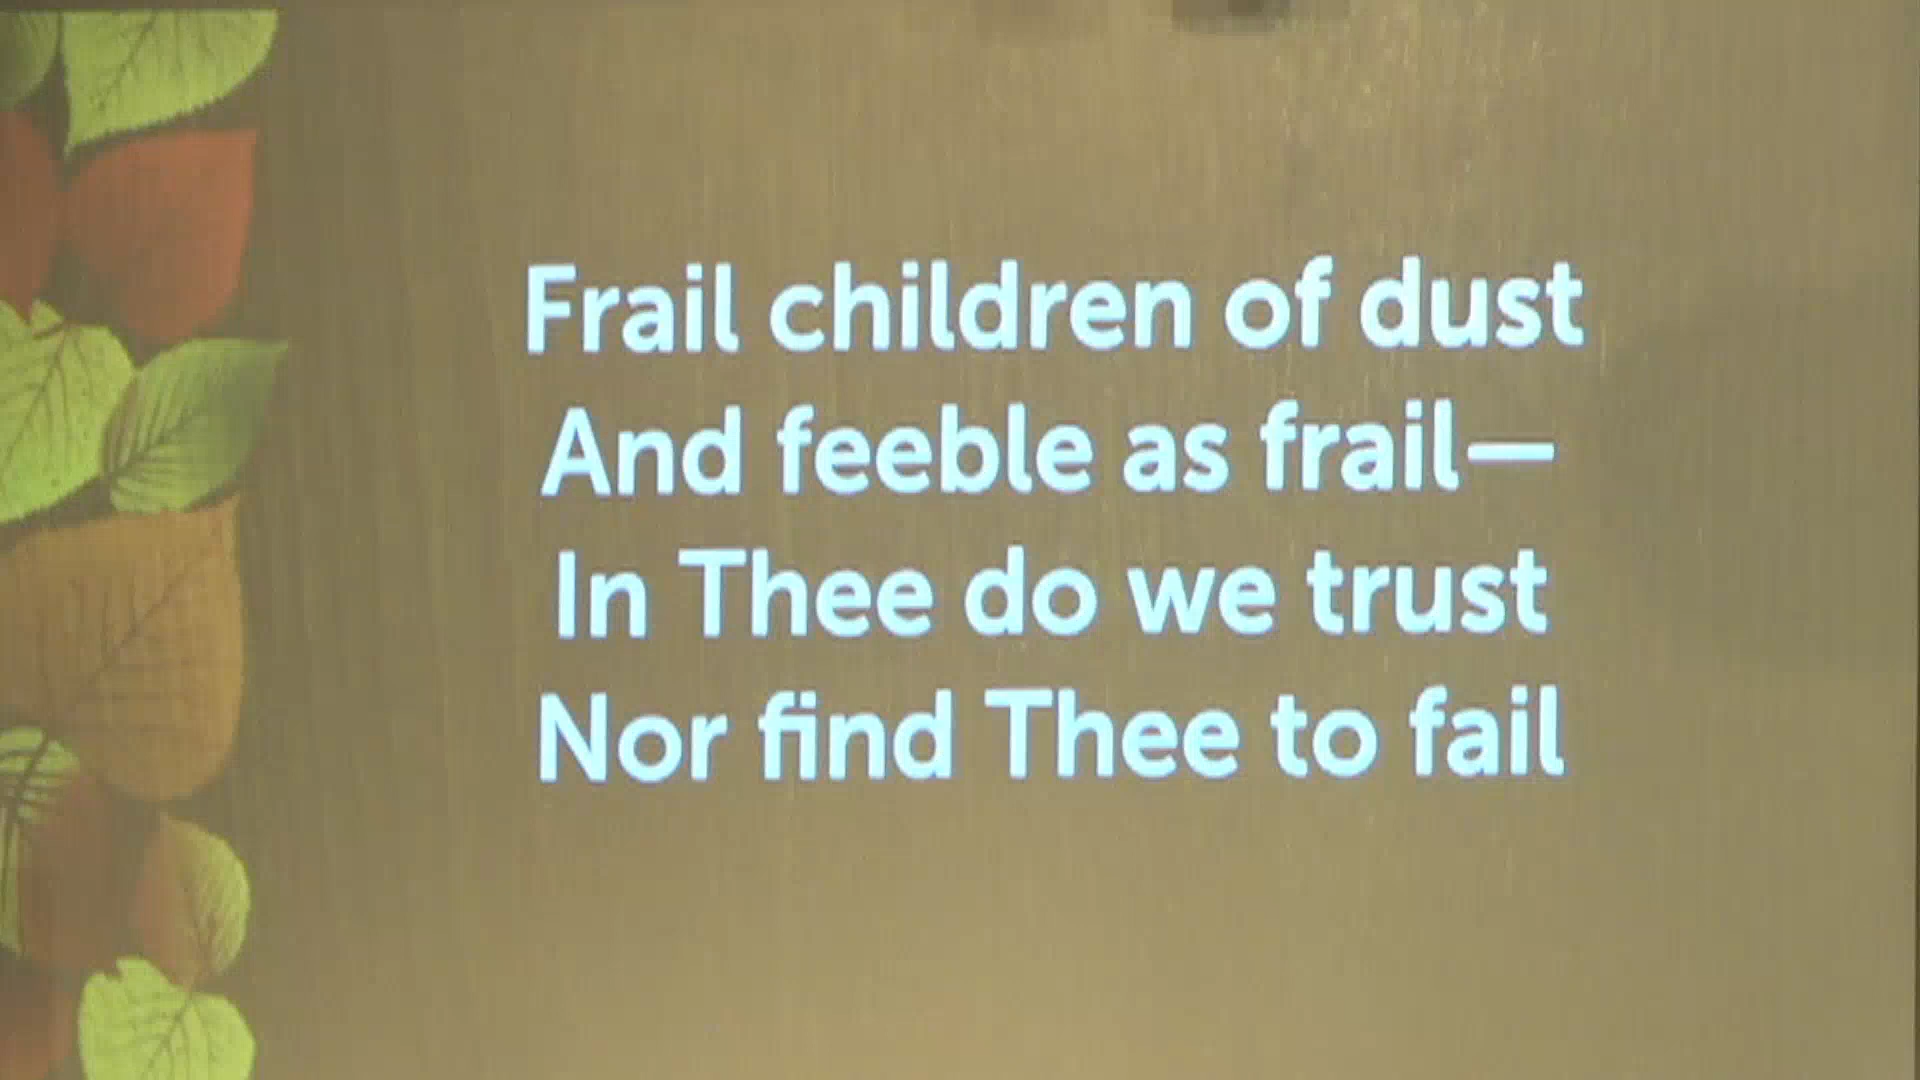 Frail children of dust
And feeble as frail—
In Thee do we trust
Nor find Thee to fail